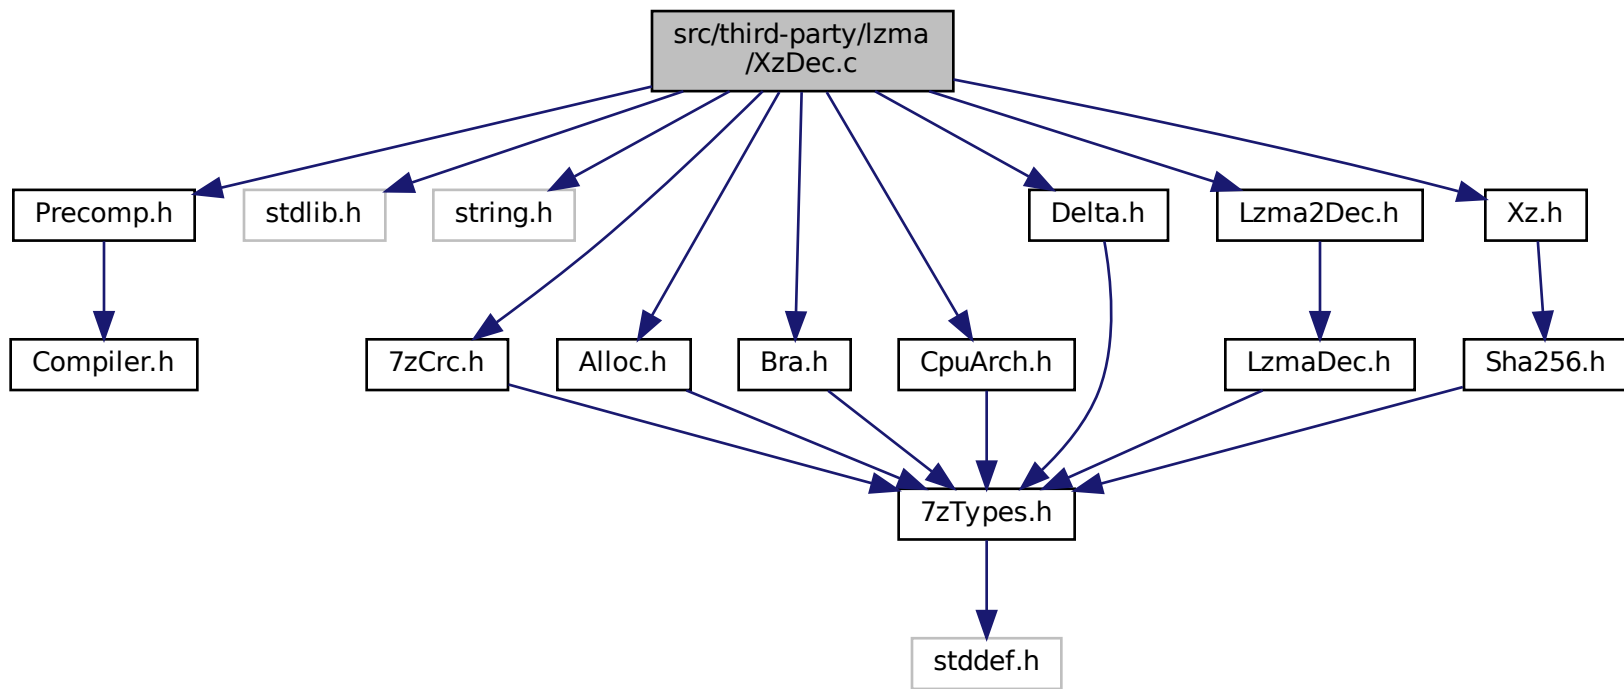 src/third-party/lzma
/XzDec.c
Precomp.h
stdlib.h
string.h
Delta.h
Lzma2Dec.h
Xz.h
Compiler.h
7zCrc.h
Alloc.h
Bra.h
CpuArch.h
LzmaDec.h
Sha256.h
7zTypes.h
stddef.h